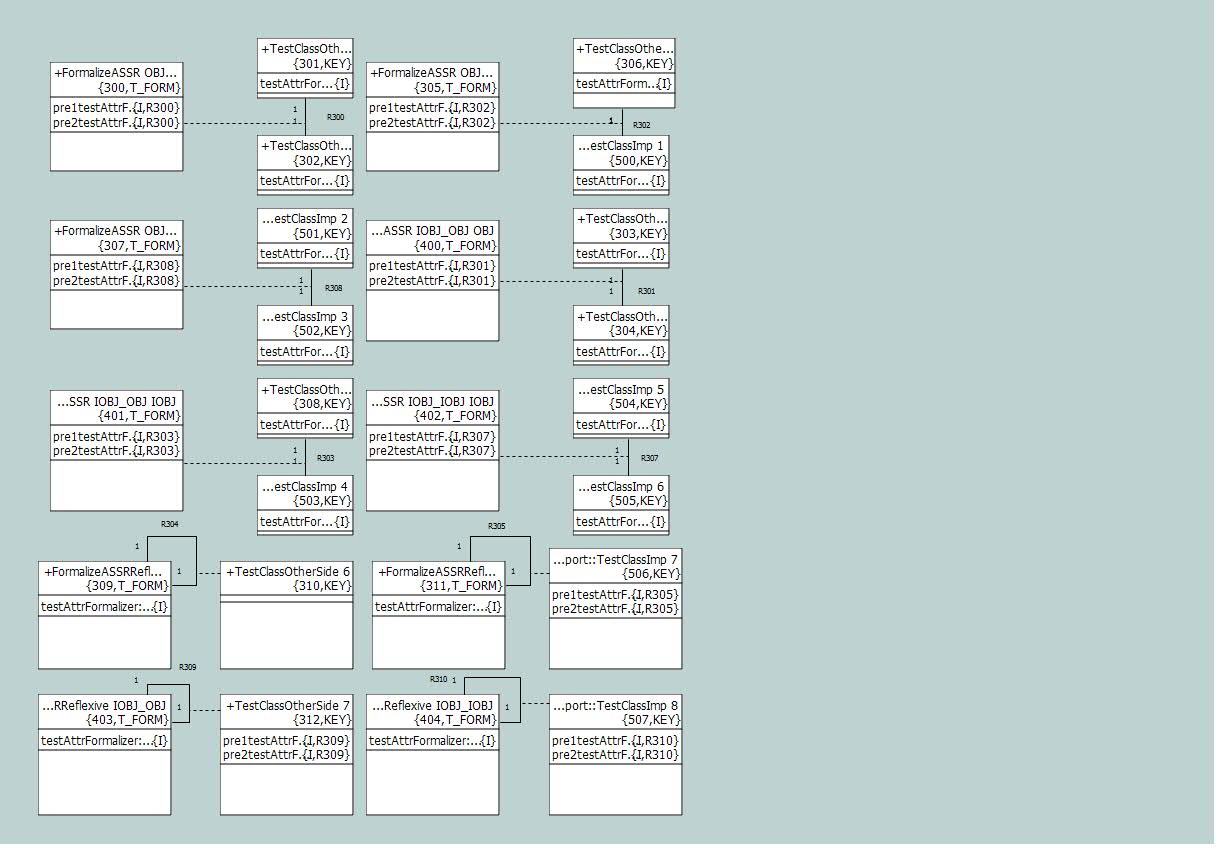 +FormalizeASSR OBJ...
{300,T_FORM}
pre1testAttrF.{I,R300}
pre2testAttrF.{I,R300}
+TestClassOth...
{301,KEY}
testAttrFor...{I}
1
1
R300
+TestClassOth...
{302,KEY}
testAttrFor...{I}
+FormalizeASSR OBJ...
{305,T_FORM}
pre1testAttrF.{I,R302}
pre2testAttrF.{I,R302}
+TestClassOthe...
{306,KEY}
testAttrForm...{I}
1
R302
...estClassImp 1
{500,KEY}
testAttrFor...{I}
+FormalizeASSR OBJ...
{307,T_FORM}
pre1testAttrF.{I,R308}
pre2testAttrF.{I,R308}
...estClassImp 2
{501,KEY}
testAttrFor...{I}
1
1
R308
...estClassImp 3
{502,KEY}
testAttrFor...{I}
...ASSR IOBJ_OBJ OBJ
{400,T_FORM}
pre1testAttrF.{I,R301}
pre2testAttrF.{I,R301}
+TestClassOth...
{303,KEY}
testAttrFor...{I}
1
1
R301
+TestClassOth...
{304,KEY}
testAttrFor...{I}
...SSR IOBJ_OBJ IOBJ
{401,T_FORM}
pre1testAttrF.{I,R303}
pre2testAttrF.{I,R303}
+TestClassOth...
{308,KEY}
testAttrFor...{I}
1
1
R303
...estClassImp 4
{503,KEY}
testAttrFor...{I}
...SSR IOBJ_IOBJ IOBJ
{402,T_FORM}
pre1testAttrF.{I,R307}
pre2testAttrF.{I,R307}
...estClassImp 5
{504,KEY}
testAttrFor...{I}
1
1
R307
...estClassImp 6
{505,KEY}
testAttrFor...{I}
R304
1
1
+FormalizeASSRRefl...
{309,T_FORM}
testAttrFormalizer:...{I}
+TestClassOtherSide 6
{310,KEY}
R305
1
1
+FormalizeASSRRefl...
{311,T_FORM}
testAttrFormalizer:...{I}
...port::TestClassImp 7
{506,KEY}
pre1testAttrF.{I,R305}
pre2testAttrF.{I,R305}
R309
1
1
...RReflexive IOBJ_OBJ
{403,T_FORM}
testAttrFormalizer:...{I}
+TestClassOtherSide 7
{312,KEY}
pre1testAttrF.{I,R309}
pre2testAttrF.{I,R309}
R310
1
1
...Reflexive IOBJ_IOBJ
{404,T_FORM}
testAttrFormalizer:...{I}
...port::TestClassImp 8
{507,KEY}
pre1testAttrF.{I,R310}
pre2testAttrF.{I,R310}